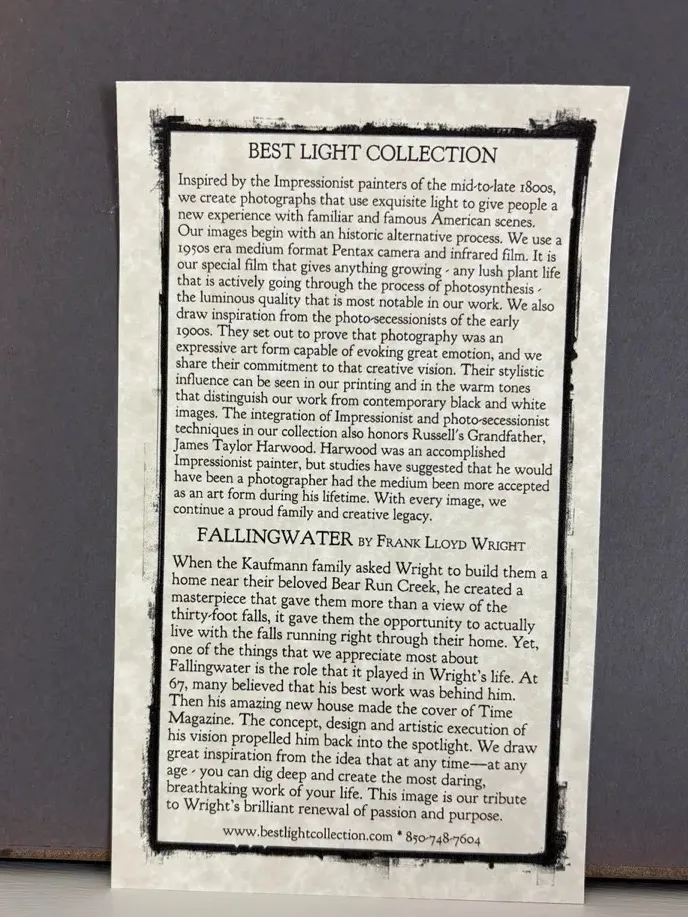 BEST LIGHT COLLECTION
Inspired by the Impressionist painters of the mid-to-late 1800s,
we create photographs that use exquisite light to give people a
new experience with familiar and famous American scenes.
Our images begin with an historic alternative process. We use a
1950s era medium format Pentax camera and infrared film. It is
our special film that gives anything growing - any lush plant life
that is actively going through the process of photosynthesis -
the luminous quality that is most notable in our work. We also
draw inspiration from the photo-secessionists of the early
1900s. They set out to prove that photography was an
expressive art form capable of evoking great emotion, and we
share their commitment to that creative vision. Their stylistic
influence can be seen in our printing and in the warm tones
that distinguish our work from contemporary black and white
images. The integration of Impressionist and photo-secessionist
techniques in our collection also honors Russell's Grandfather,
James Taylor Harwood. Harwood was an accomplished
Impressionist painter, but studies have suggested that he would
have been a photographer had the medium been more accepted
as an art form during his lifetime. With every image, we
continue a proud family and creative legacy.
FALLINGWATER BY FRANK LLOYD WRIGHT
When the Kaufmann family asked Wright to build them a
home near their beloved Bear Run Creek, he created a
masterpiece that gave them more than a view of the
thirty-foot falls, it gave them the opportunity to actually
live with the falls running right through their home. Yet,
one of the things that we appreciate most about
Fallingwater is the role that it played in Wright's life. At
67, many believed that his best work was behind him.
Then his amazing new house made the cover of Time
Magazine. The concept, design and artistic execution of
his vision propelled him back into the spotlight. We draw
great inspiration from the idea that at any time—at any
age - you can dig deep and create the most daring,
breathtaking work of your life. This image is our tribute
to Wright's brilliant renewal of passion and purpose.
www.bestlightcollection.com * 850-748-7604